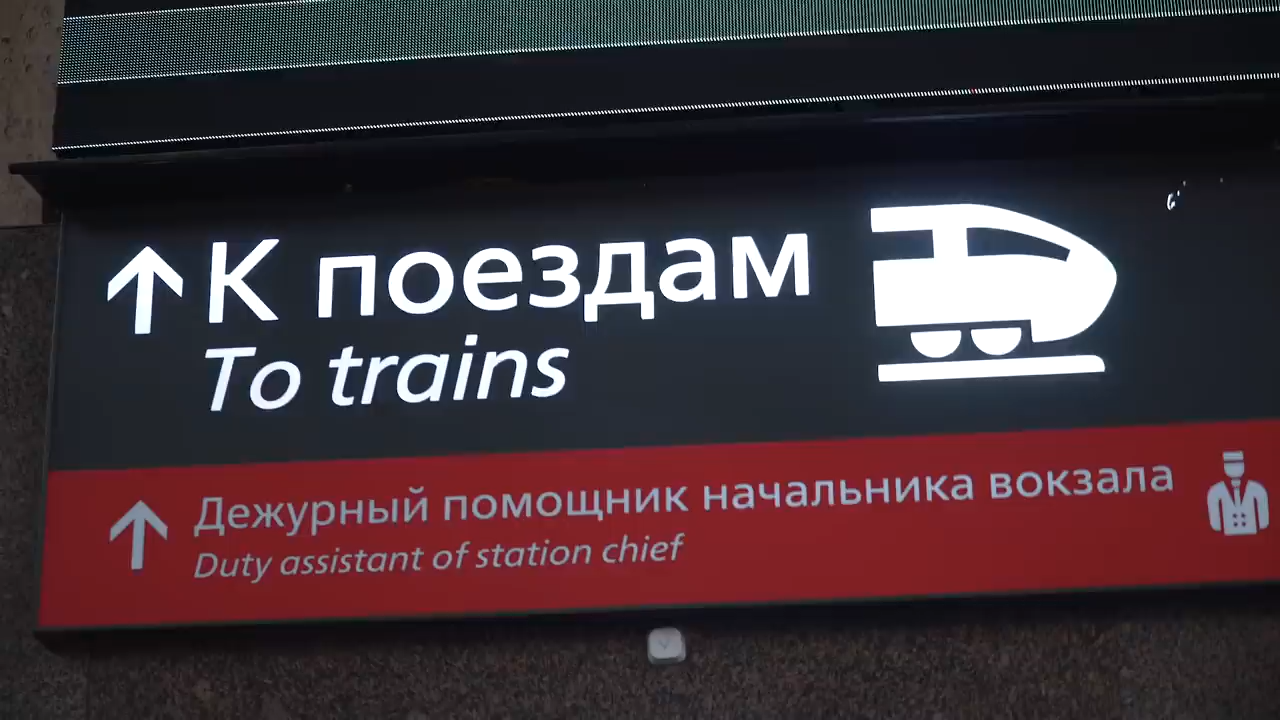 К поездам
To trains
Дежурный помощник начальника вокзала
Duty assistant of station chief